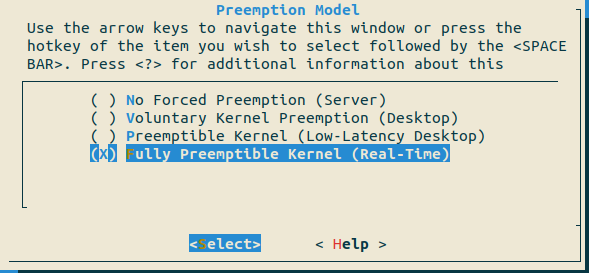 Preemption Model
Use the arrow keys to navigate this window or press the
hotkey of the item you wish to select followed by the <SPACE
BAR>. Press <?> for additional information about this
( ) No Forced Preemption (Server)
( ) Voluntary Kernel Preemption (Desktop)
( ) Preemptible Kernel (Low-Latency Desktop)
(X) Fully Preemptible Kernel (Real-Time)
<Select> < Help >